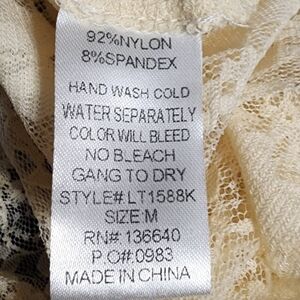 92%NYLON
8%SPANDEX
HAND WASH COLD
WATER SEPARATELY
COLOR WILL BLEED
NO BLEACH
GANG TO DRY
STYLE# LT1588K
SIZE:M
RN#: 136640
P.O#:0983
MADE IN CHINA